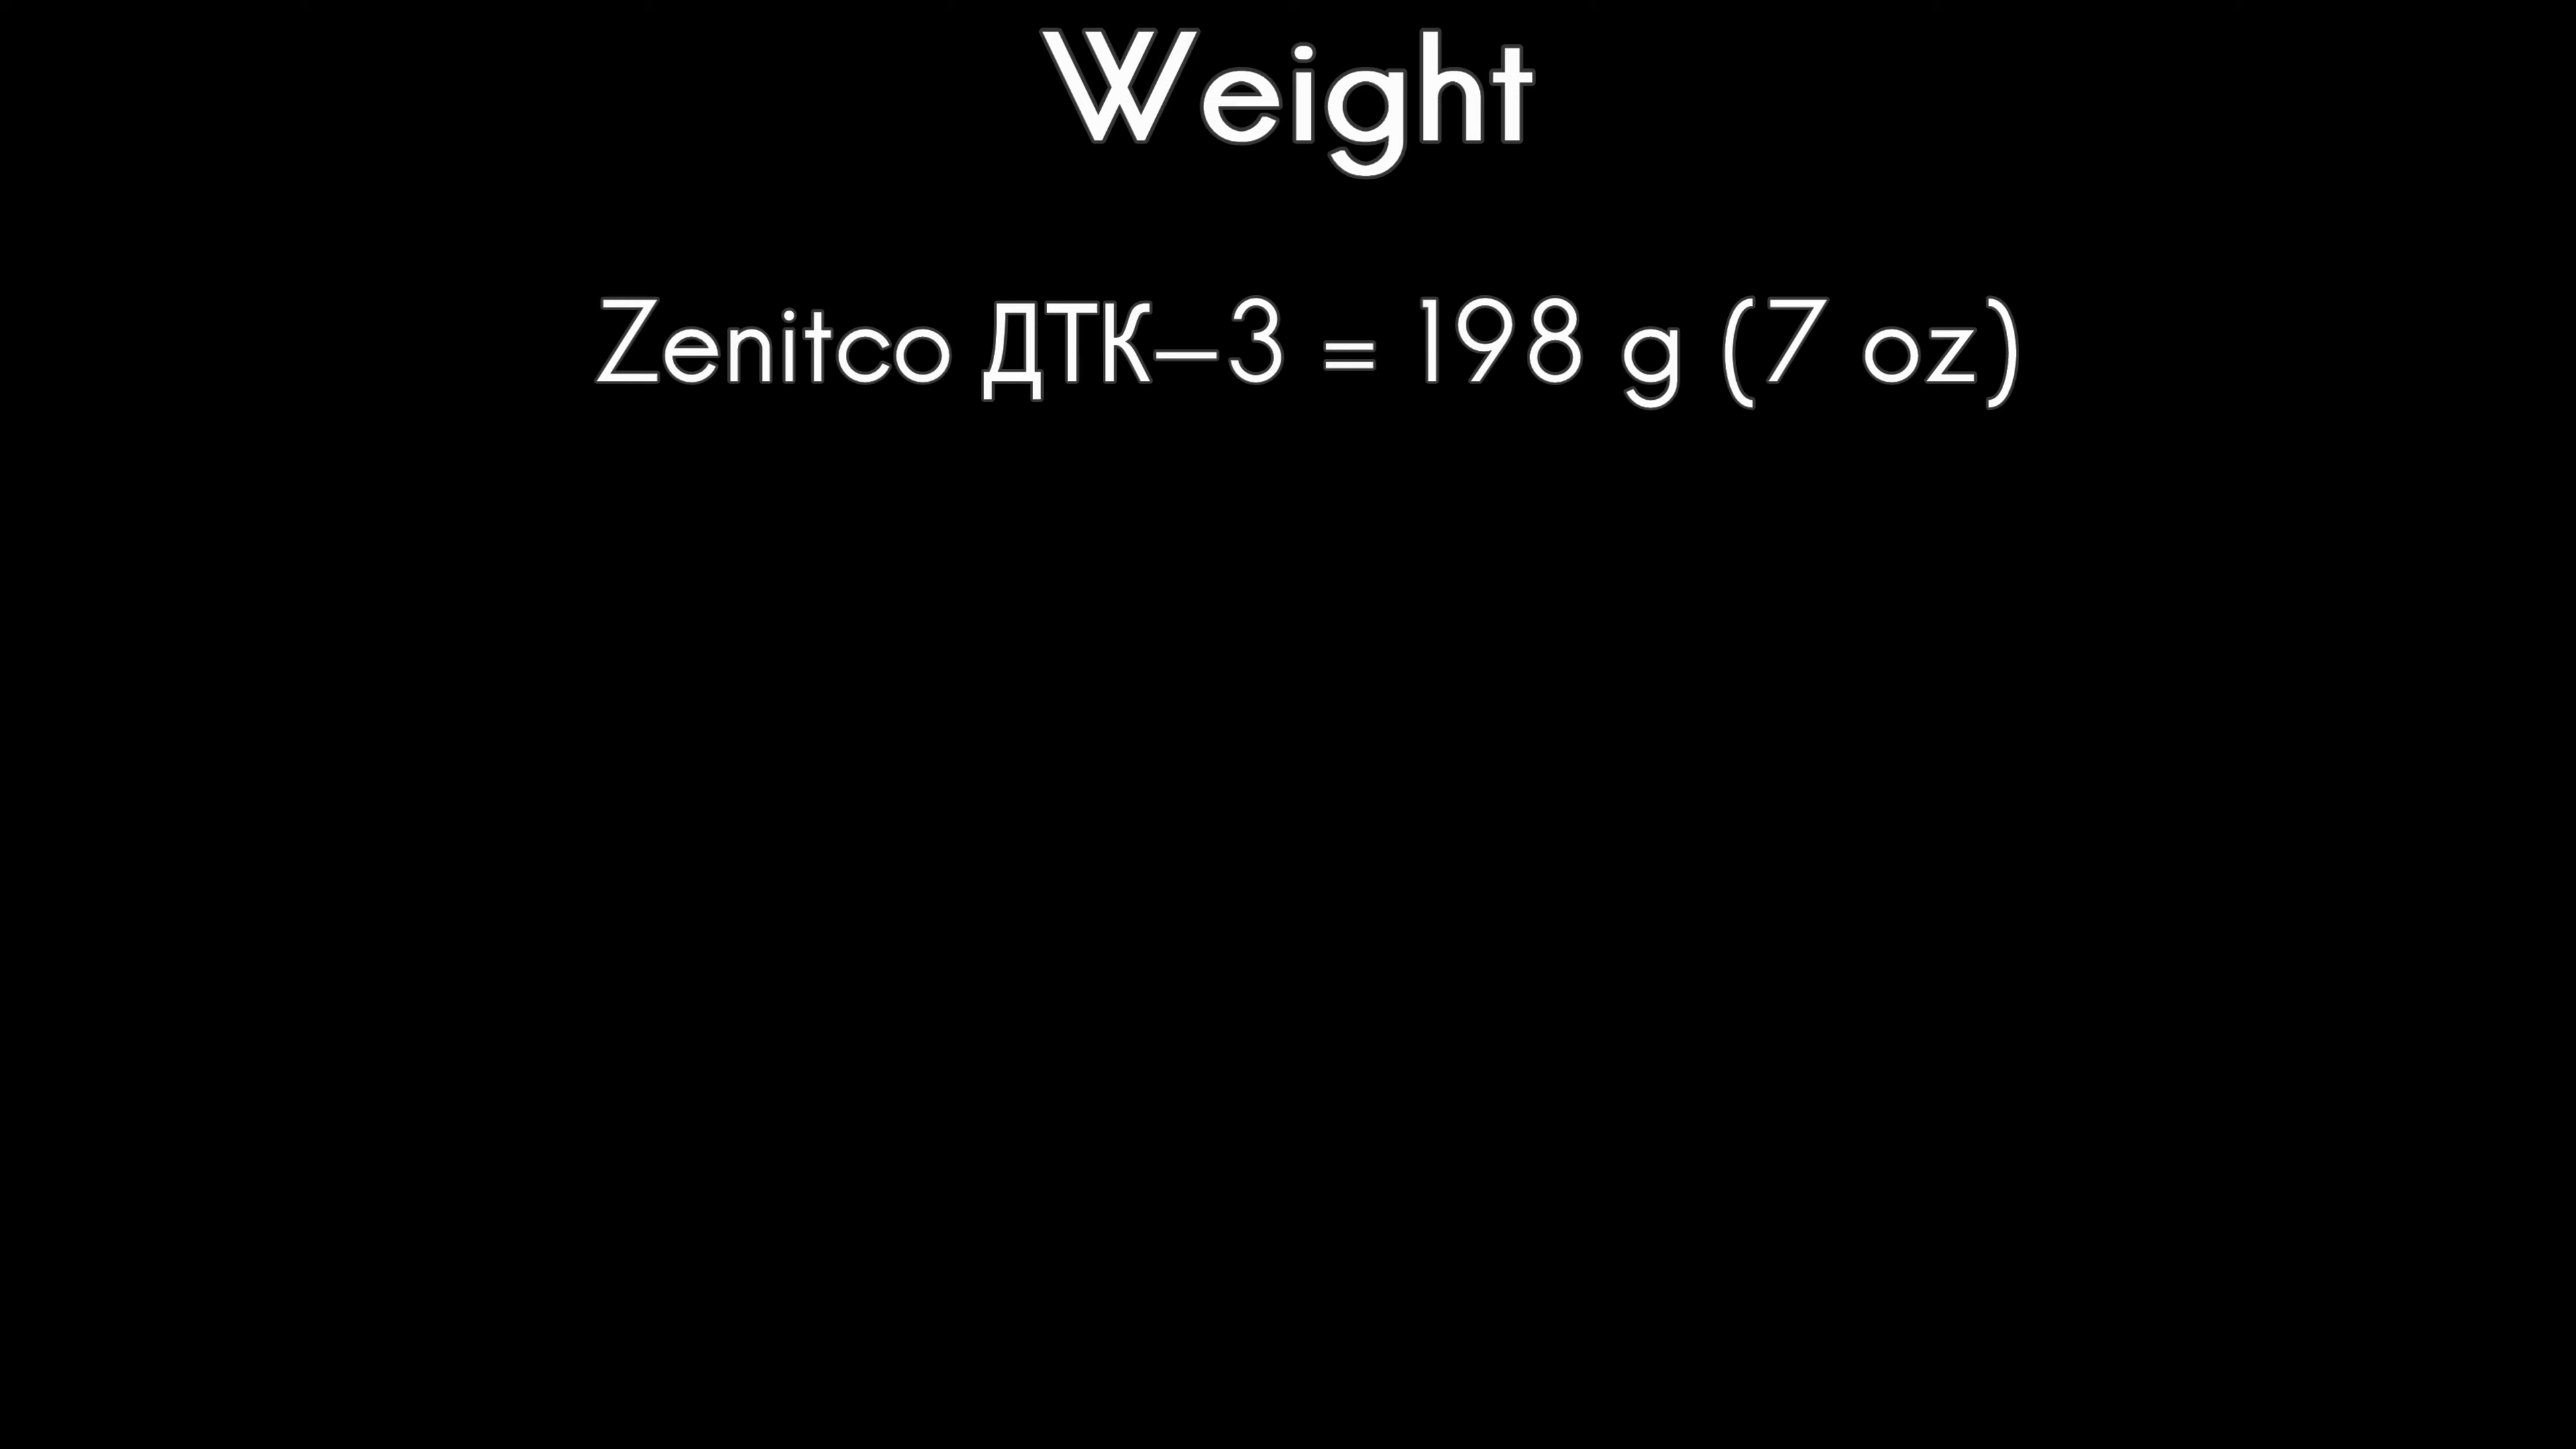 Weight
Zenitco ДТК–3 = 198 g (7 oz)